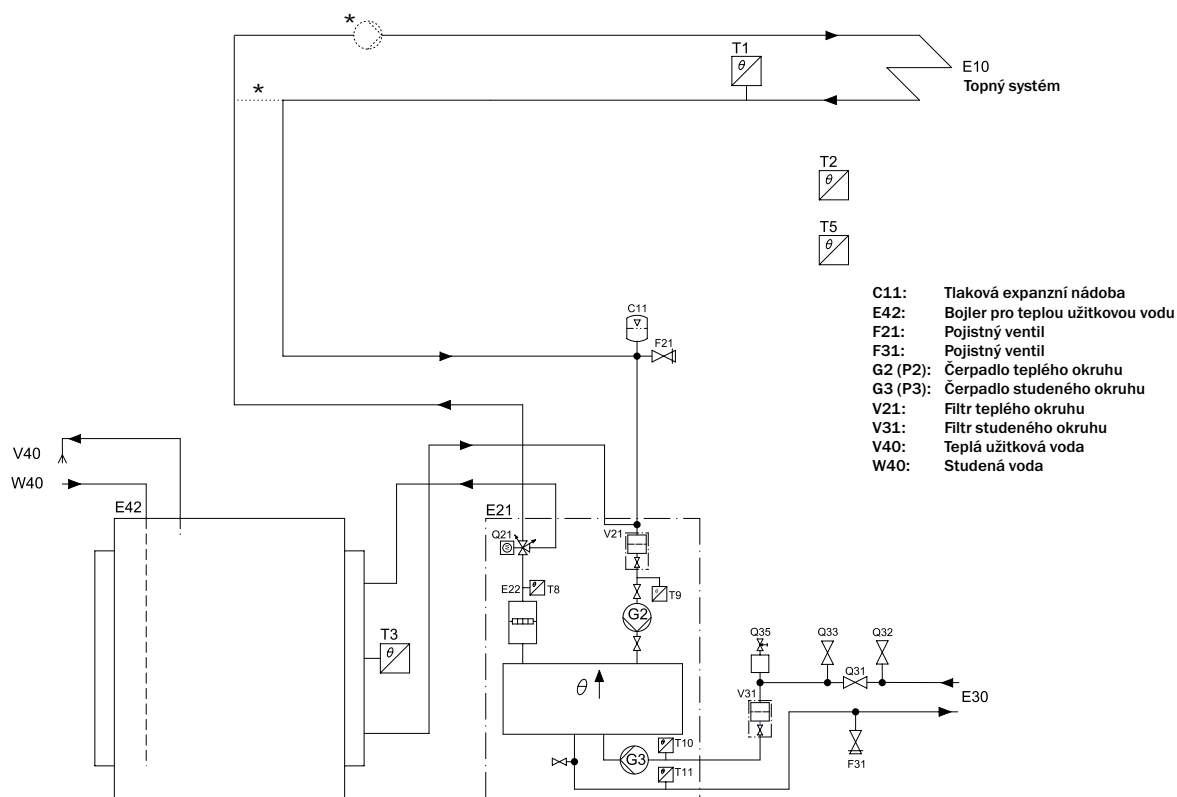 *
T1
θ
E10
Topný systém
*
T2
θ
T5
θ
C11: Tlaková expanzní nádoba
E42: Bojler pro teplou užitkovou vodu
F21: Pojistný ventil
F31: Pojistný ventil
G2 (P2): Čerpadlo teplého okruhu
G3 (P3): Čerpadlo studeného okruhu
V21: Filtr teplého okruhu
V31: Filtr studeného okruhu
V40: Teplá užitková voda
W40: Studená voda
C11
F21
V40
W40
E42
E21
Q21
V21
E22
θ
T8
T9
G2
T3
θ
θ
Q35
Q33
Q32
Q31
E30
V31
G3
θ
T10
θ
T11
F31